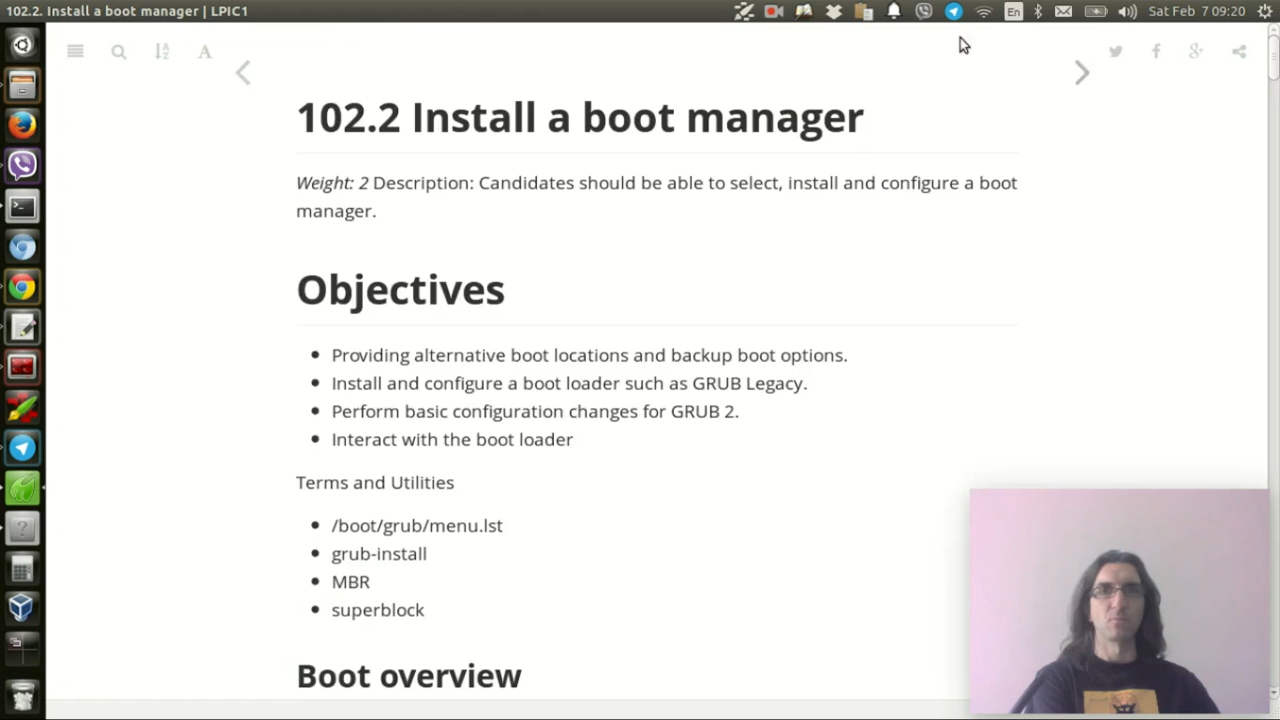 102.2. Install a boot manager | LPIC1
En
Sat Feb 7 09:20
102.2 Install a boot manager
Weight: 2 Description: Candidates should be able to select, install and configure a boot
manager.
Objectives
Providing alternative boot locations and backup boot options.
Install and configure a boot loader such as GRUB Legacy.
Perform basic configuration changes for GRUB 2.
Interact with the boot loader
Terms and Utilities
/boot/grub/menu.lst
grub-install
MBR
superblock
Boot overview